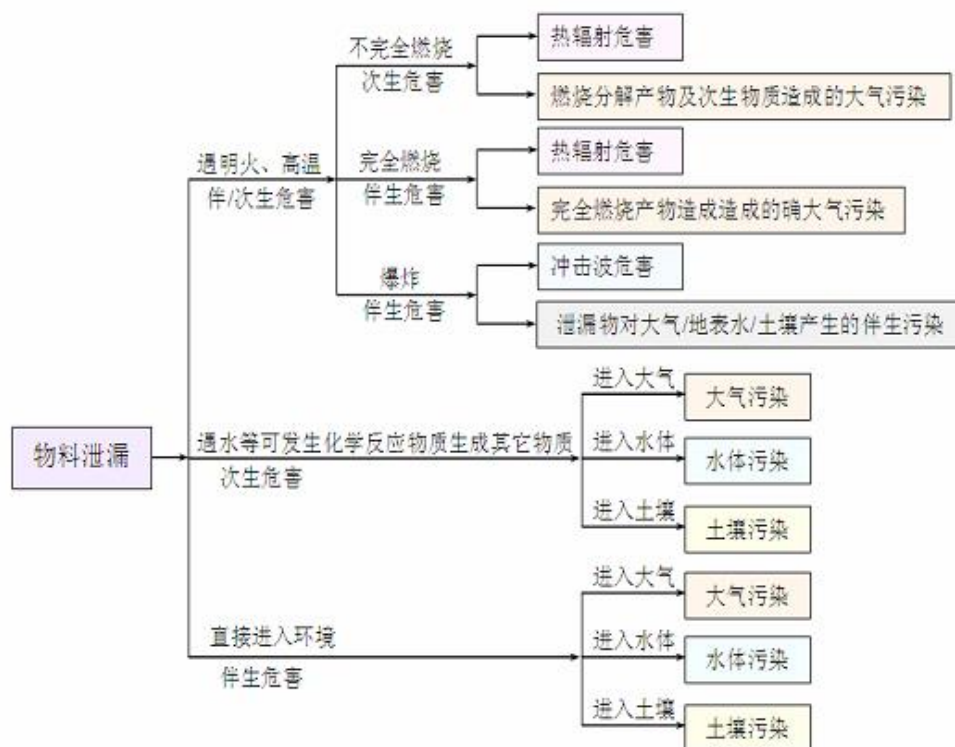 不完全燃烧
次生危害
热辐射危害
燃烧分解产物及次生物质造成的大气污染
遇明火、高温
伴/次生危害
完全燃烧
伴生危害
热辐射危害
完全燃烧产物造成造成的确大气污染
爆炸
伴生危害
冲击波危害
泄漏物对大气/地表水/土壤产生的伴生污染
物料泄漏
遇水等可发生化学反应物质生成其它物质
次生危害
进入大气
大气污染
进入水体
水体污染
进入土壤
土壤污染
直接进入环境
伴生危害
进入大气
大气污染
进入水体
水体污染
进入土壤
土壤污染